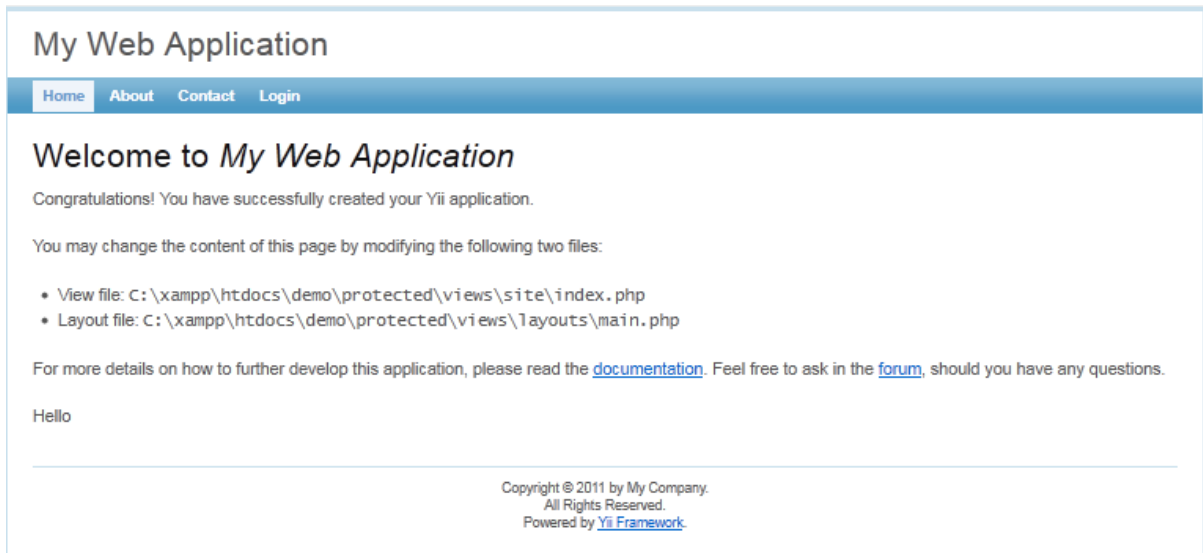 My Web Application
Home About Contact Login
Welcome to My Web Application
Congratulations! You have successfully created your Yii application.
You may change the content of this page by modifying the following two files:
• View file: C:\xampp\htdocs\demo\protected\views\site\index.php
• Layout file: C:\xampp\htdocs\demo\protected\views\layouts\main.php
For more details on how to further develop this application, please read the documentation. Feel free to ask in the forum, should you have any questions.
Hello
Copyright © 2011 by My Company.
All Rights Reserved.
Powered by Yii Framework.